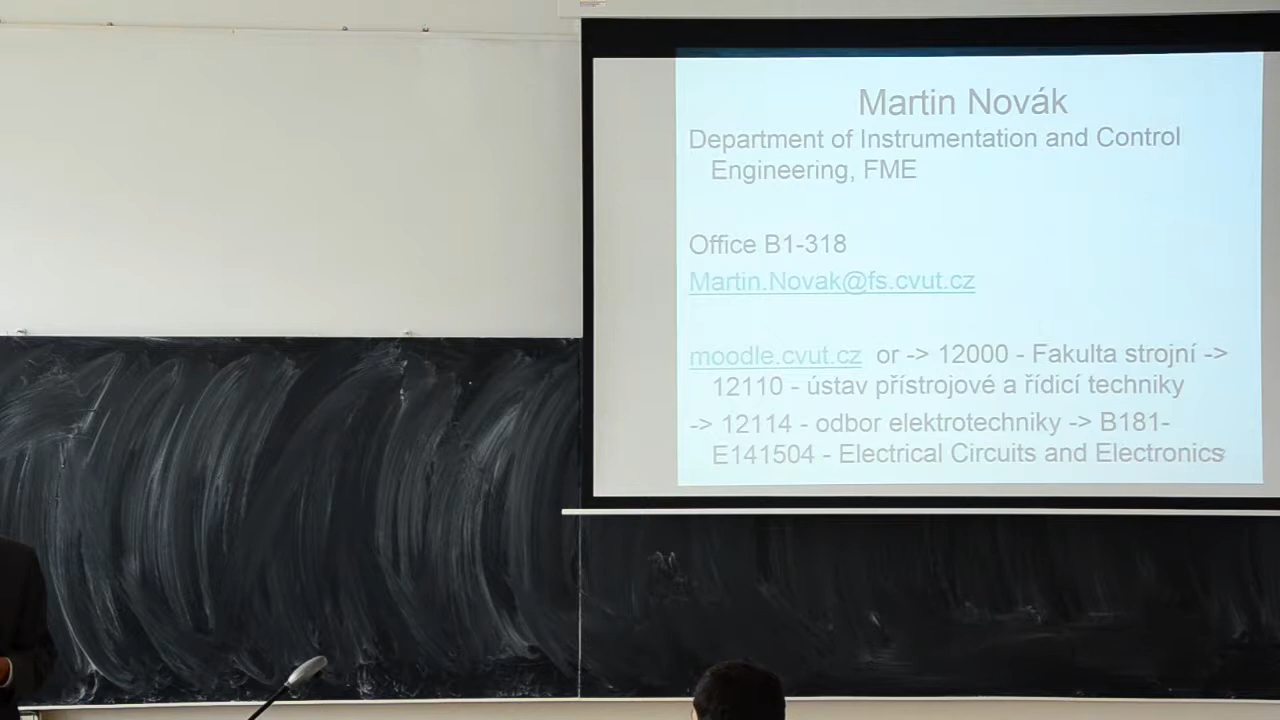 Martin Novák
Department of Instrumentation and Control
Engineering, FME
Office B1-318
Martin.Novak@fs.cvut.cz
moodle.cvut.cz or -> 12000 - Fakulta strojní ->
12110 - ústav přístrojové a řídicí techniky
-> 12114 - odbor elektrotechniky -> B181-
E141504 - Electrical Circuits and Electronics